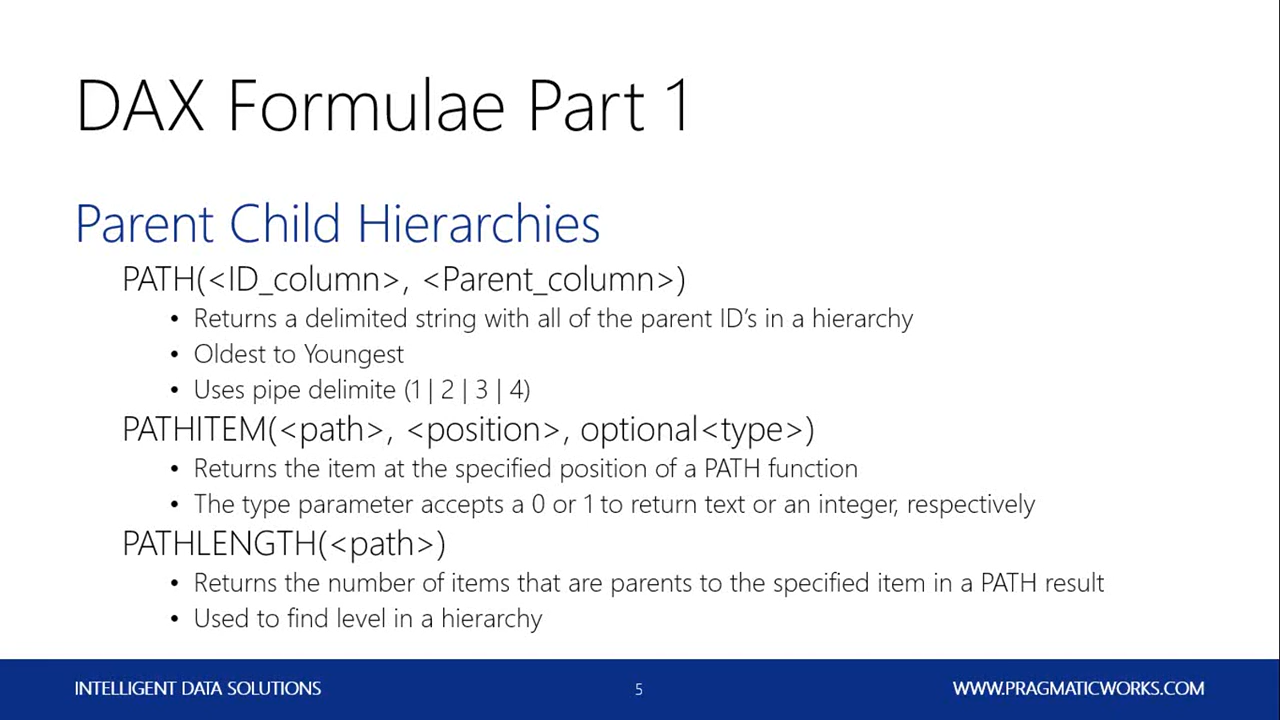 DAX Formulae Part 1
Parent Child Hierarchies
PATH(<ID_column>, <Parent_column>)
• Returns a delimited string with all of the parent ID's in a hierarchy
• Oldest to Youngest
• Uses pipe delimite (1 | 2 | 3 | 4)
PATHITEM(<path>, <position>, optional<type>)
• Returns the item at the specified position of a PATH function
• The type parameter accepts a 0 or 1 to return text or an integer, respectively
PATHLENGTH(<path>)
• Returns the number of items that are parents to the specified item in a PATH result
• Used to find level in a hierarchy
INTELLIGENT DATA SOLUTIONS
5
WWW.PRAGMATICWORKS.COM